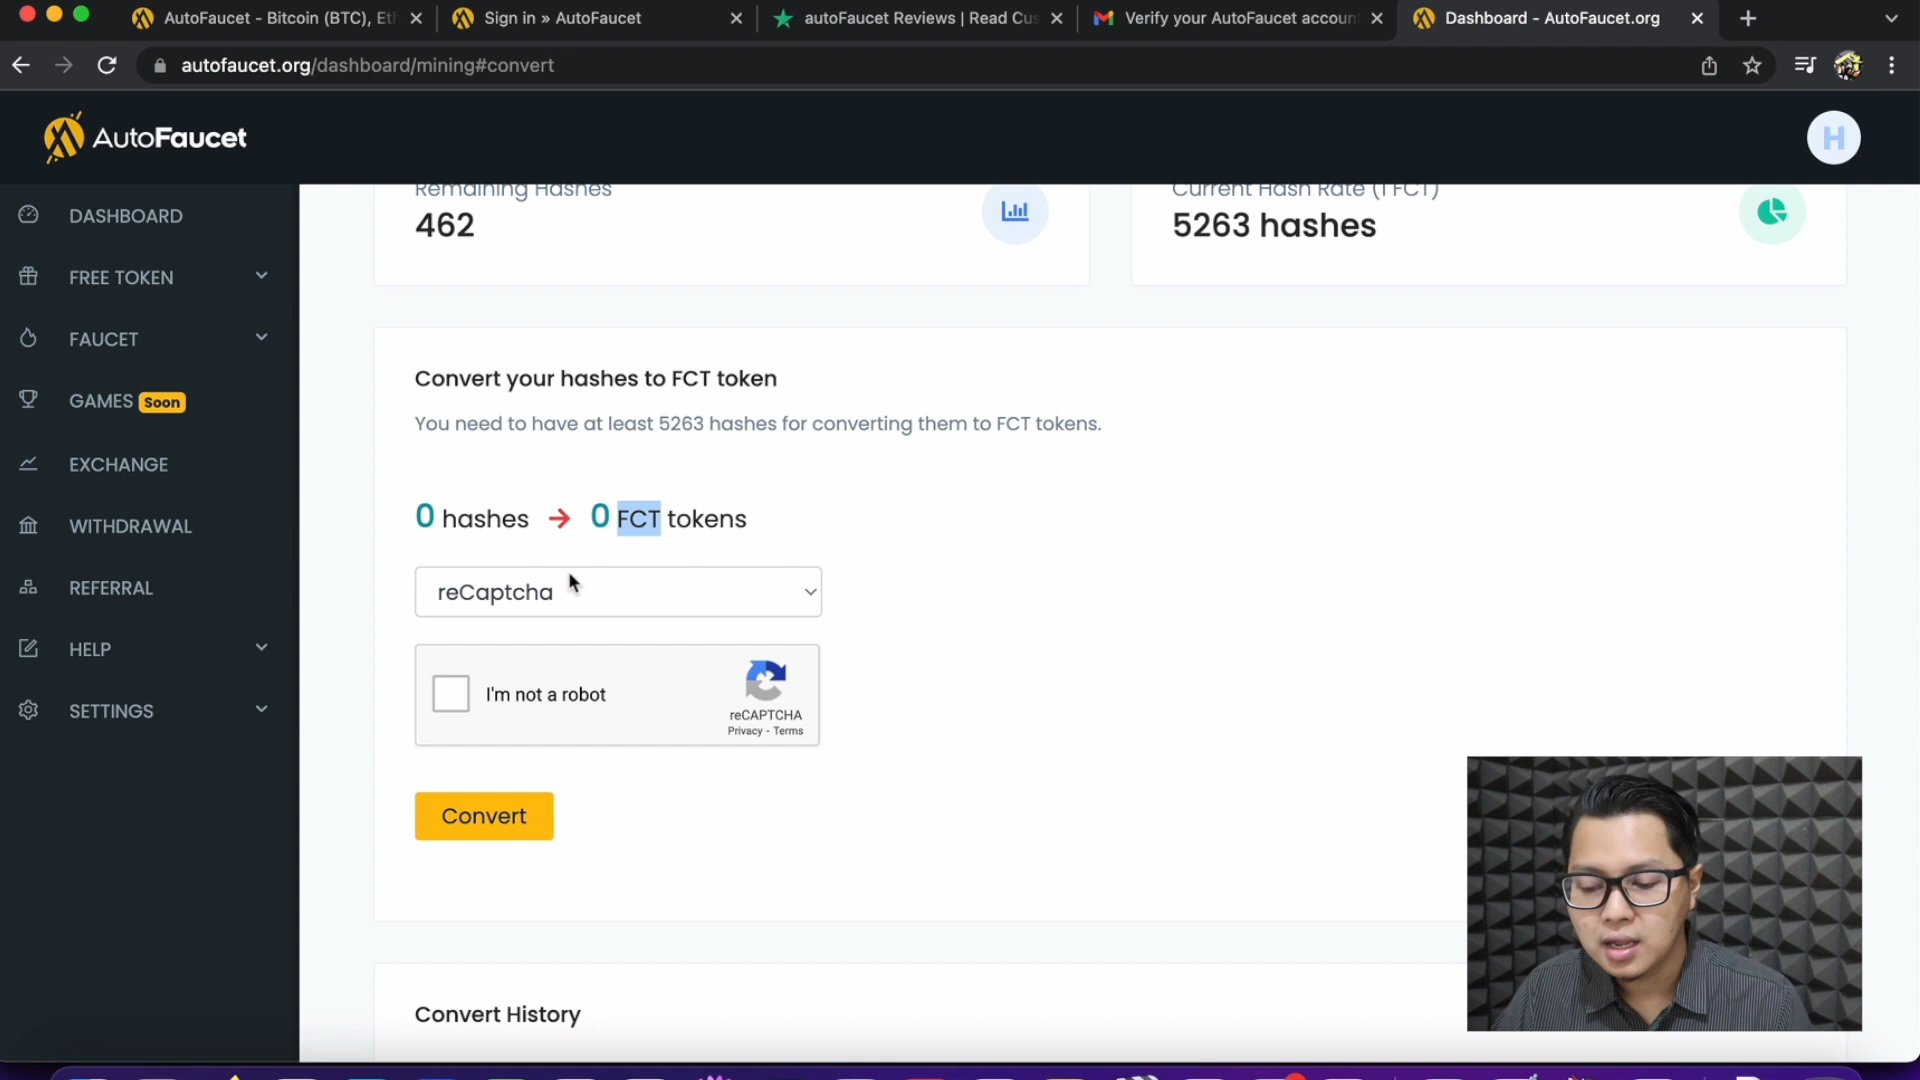 AutoFaucet - Bitcoin (BTC), Et
Sign in » AutoFaucet
autoFaucet Reviews | Read Cus
Verify your AutoFaucet accoun
Dashboard - AutoFaucet.org
autofaucet.org/dashboard/mining#convert
AutoFaucet
H
DASHBOARD
FREE TOKEN
FAUCET
GAMES Soon
EXCHANGE
WITHDRAWAL
REFERRAL
HELP
SETTINGS
Remaining Hashes
462
Current Hash Rate (1 FCT)
5263 hashes
Convert your hashes to FCT token
You need to have at least 5263 hashes for converting them to FCT tokens.
0 hashes → 0 FCT tokens
reCaptcha
I'm not a robot
reCAPTCHA
Privacy - Terms
Convert
Convert History